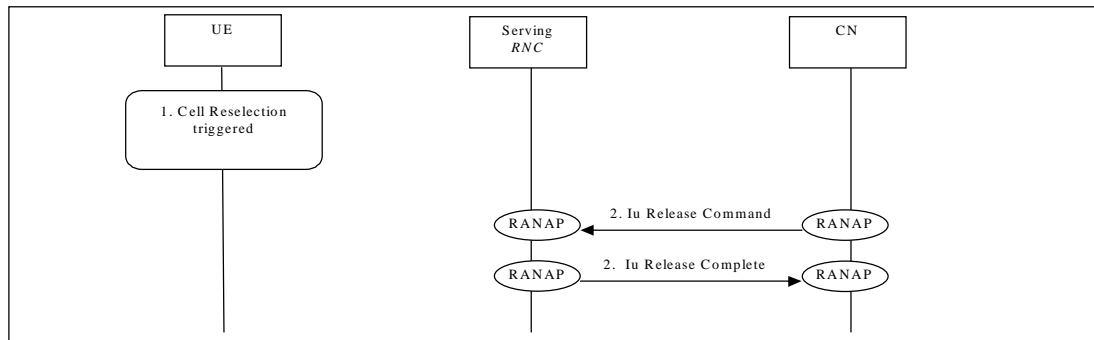 UE
Serving
RNC
CN
1. Cell Reselection
triggered
2. Iu Release Command
RANAP
RANAP
2. Iu Release Complete
RANAP
RANAP